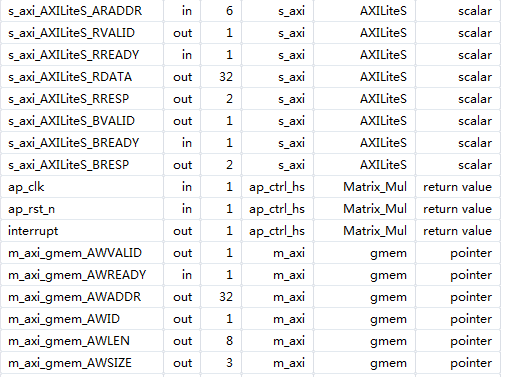 s_axi_AXILiteS_ARADDR in 6 s_axi AXILiteS scalar
s_axi_AXILiteS_RVALID out 1 s_axi AXILiteS scalar
s_axi_AXILiteS_RREADY in 1 s_axi AXILiteS scalar
s_axi_AXILiteS_RDATA out 32 s_axi AXILiteS scalar
s_axi_AXILiteS_RRESP out 2 s_axi AXILiteS scalar
s_axi_AXILiteS_BVALID out 1 s_axi AXILiteS scalar
s_axi_AXILiteS_BREADY in 1 s_axi AXILiteS scalar
s_axi_AXILiteS_BRESP out 2 s_axi AXILiteS scalar
ap_clk in 1 ap_ctrl_hs Matrix_Mul return value
ap_rst_n in 1 ap_ctrl_hs Matrix_Mul return value
interrupt out 1 ap_ctrl_hs Matrix_Mul return value
m_axi_gmem_AWVALID out 1 m_axi gmem pointer
m_axi_gmem_AWREADY in 1 m_axi gmem pointer
m_axi_gmem_AWADDR out 32 m_axi gmem pointer
m_axi_gmem_AWID out 1 m_axi gmem pointer
m_axi_gmem_AWLEN out 8 m_axi gmem pointer
m_axi_gmem_AWSIZE out 3 m_axi gmem pointer